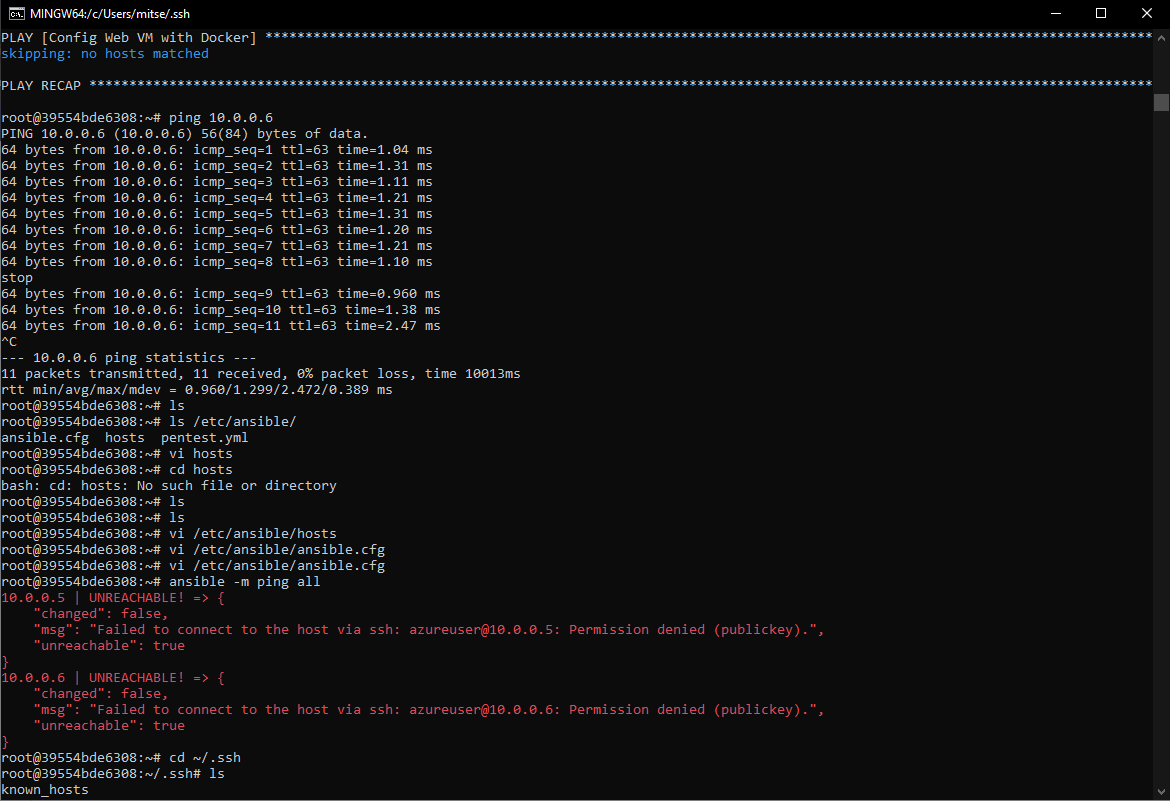 MINGW64:/c/Users/mitse/.ssh
PLAY [Config Web VM with Docker] ***************************************************************************************************************
skipping: no hosts matched
PLAY RECAP *************************************************************************************************************************************
root@39554bde6308:~# ping 10.0.0.6
PING 10.0.0.6 (10.0.0.6) 56(84) bytes of data.
64 bytes from 10.0.0.6: icmp_seq=1 ttl=63 time=1.04 ms
64 bytes from 10.0.0.6: icmp_seq=2 ttl=63 time=1.31 ms
64 bytes from 10.0.0.6: icmp_seq=3 ttl=63 time=1.11 ms
64 bytes from 10.0.0.6: icmp_seq=4 ttl=63 time=1.21 ms
64 bytes from 10.0.0.6: icmp_seq=5 ttl=63 time=1.31 ms
64 bytes from 10.0.0.6: icmp_seq=6 ttl=63 time=1.20 ms
64 bytes from 10.0.0.6: icmp_seq=7 ttl=63 time=1.21 ms
64 bytes from 10.0.0.6: icmp_seq=8 ttl=63 time=1.10 ms
stop
64 bytes from 10.0.0.6: icmp_seq=9 ttl=63 time=0.960 ms
64 bytes from 10.0.0.6: icmp_seq=10 ttl=63 time=1.38 ms
64 bytes from 10.0.0.6: icmp_seq=11 ttl=63 time=2.47 ms
^C
--- 10.0.0.6 ping statistics ---
11 packets transmitted, 11 received, 0% packet loss, time 10013ms
rtt min/avg/max/mdev = 0.960/1.299/2.472/0.389 ms
root@39554bde6308:~# ls
root@39554bde6308:~# ls /etc/ansible/
ansible.cfg  hosts  pentest.yml
root@39554bde6308:~# vi hosts
root@39554bde6308:~# cd hosts
bash: cd: hosts: No such file or directory
root@39554bde6308:~# ls
root@39554bde6308:~# ls
root@39554bde6308:~# vi /etc/ansible/hosts
root@39554bde6308:~# vi /etc/ansible/ansible.cfg
root@39554bde6308:~# vi /etc/ansible/ansible.cfg
root@39554bde6308:~# ansible -m ping all
10.0.0.5 | UNREACHABLE! => {
    "changed": false,
    "msg": "Failed to connect to the host via ssh: azureuser@10.0.0.5: Permission denied (publickey).",
    "unreachable": true
}
10.0.0.6 | UNREACHABLE! => {
    "changed": false,
    "msg": "Failed to connect to the host via ssh: azureuser@10.0.0.6: Permission denied (publickey).",
    "unreachable": true
}
root@39554bde6308:~# cd ~/.ssh
root@39554bde6308:~/.ssh# ls
known_hosts